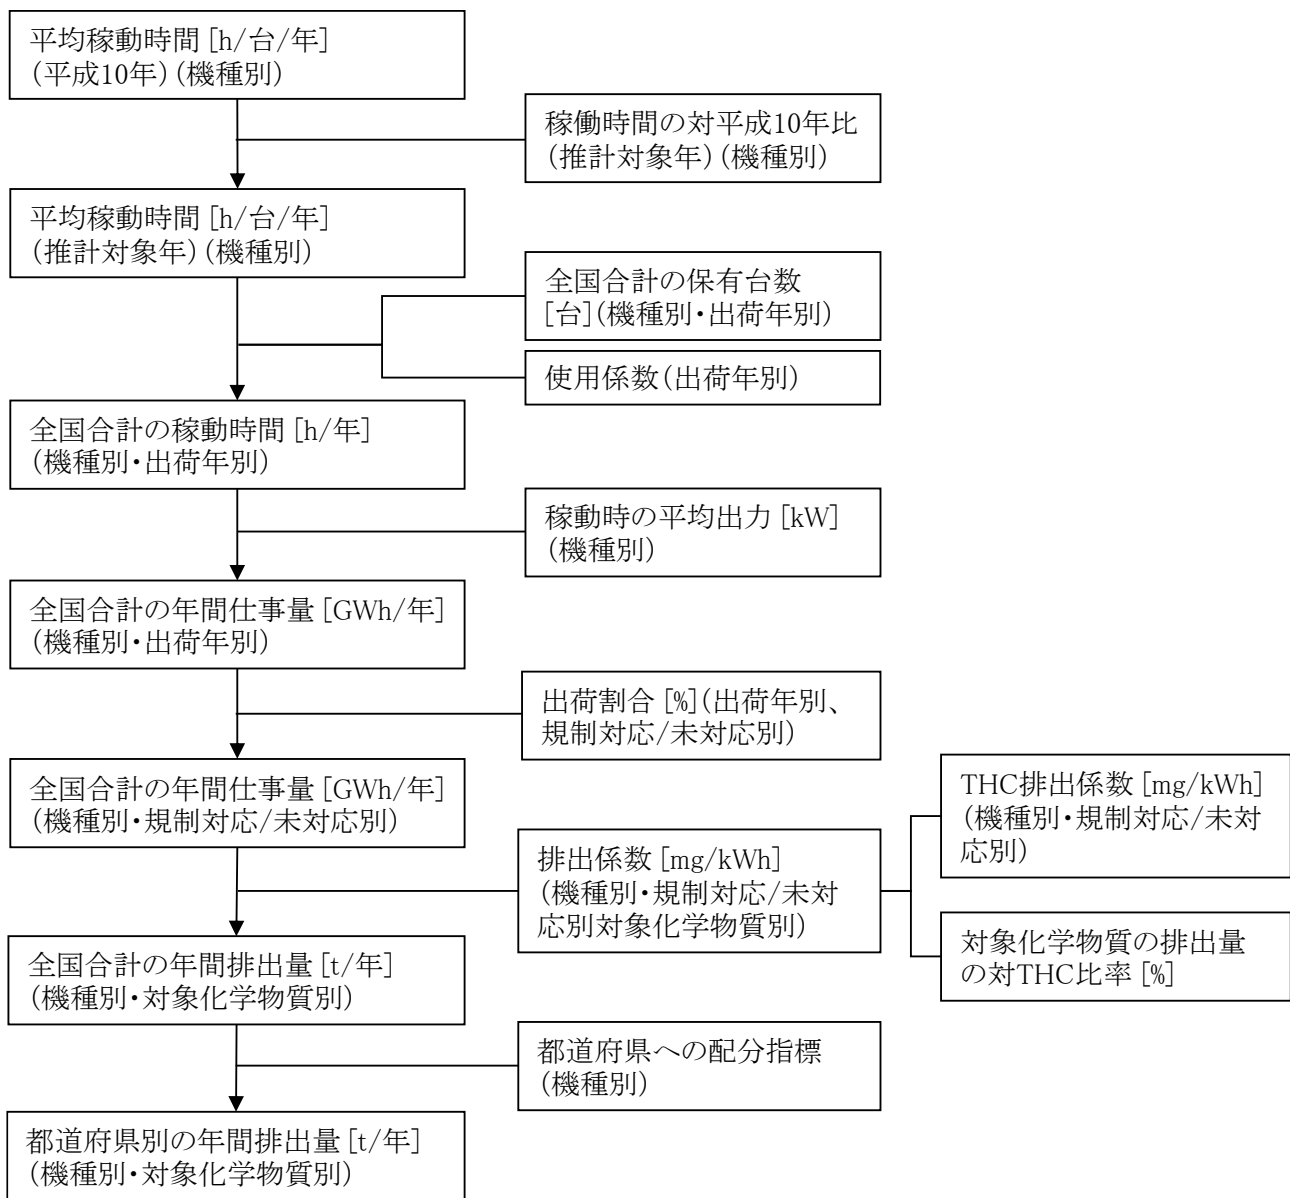 平均稼動時間[h/台/年]
(平成10年)(機種別)
稼働時間の対平成10年比
(推計対象年)(機種別)
平均稼動時間[h/台/年]
(推計対象年)(機種別)
全国合計の保有台数
[台](機種別・出荷年別)
使用係数(出荷年別)
全国合計の稼動時間[h/年]
(機種別・出荷年別)
稼動時の平均出力[kW]
(機種別)
全国合計の年間仕事量[GWh/年]
(機種別・出荷年別)
出荷割合[%](出荷年別、
規制対応/未対応別)
全国合計の年間仕事量[GWh/年]
(機種別・規制対応/未対応別)
THC排出係数[mg/kWh]
(機種別・規制対応/未対
応別)
排出係数[mg/kWh]
(機種別・規制対応/未対
応別対象化学物質別)
対象化学物質の排出量
の対THC比率[%]
全国合計の年間排出量[t/年]
(機種別・対象化学物質別)
都道府県への配分指標
(機種別)
都道府県別の年間排出量[t/年]
(機種別・対象化学物質別)